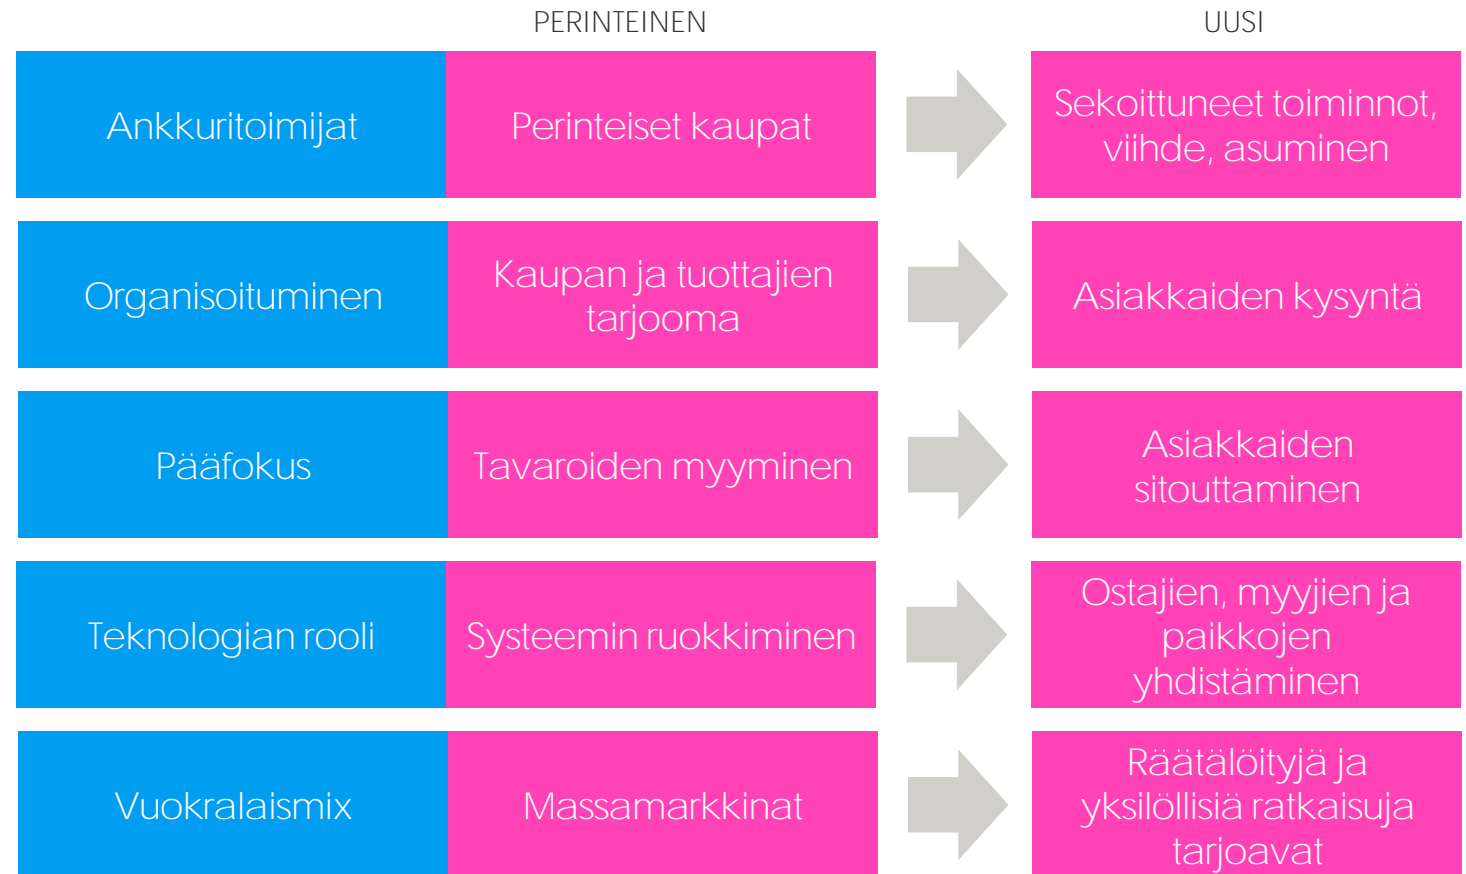 PERINTEINEN
UUSI
Ankkuritoimijat
Perinteiset kaupat
Sekoittuneet toiminnot,
viihde, asuminen
Organisoituminen
Kaupan ja tuottajien
tarjooma
Asiakkaiden kysyntä
Pääfokus
Tavaroiden myyminen
Asiakkaiden
sitouttaminen
Teknologian rooli
Systeemin ruokkiminen
Ostajien, myyjien ja
paikkojen
yhdistäminen
Vuokralaismix
Massamarkkinat
Räätälöityjä ja
yksilöllisiä ratkaisuja
tarjoavat